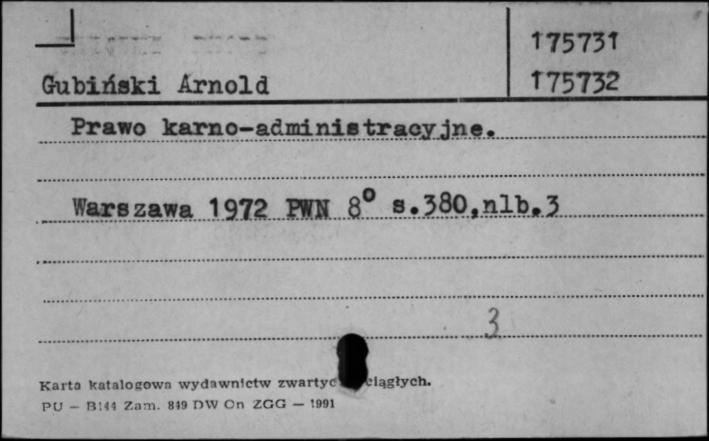 175731
Gubiński Arnold
175732
Prawo karno-administracyjne.
Warszawa 1972 PWN 8° s.380,nlb.3
3
Karta katalogowa wydawnictw ciągłych.
PU — B144 Zam. 849 DW On ZGG — 1991